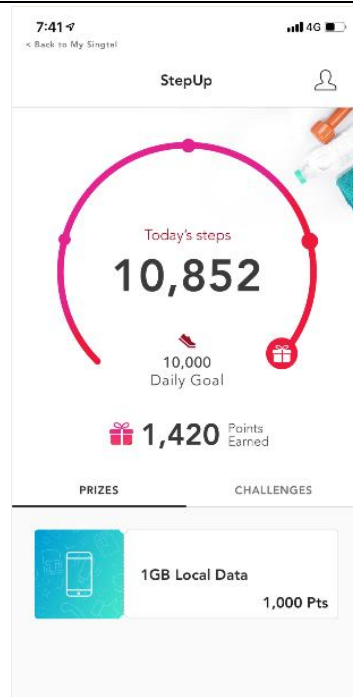 7:41
4G
< Back to My Singtel
StepUp
Today's steps
10,852
10,000
Daily Goal
1,420 Points Earned
PRIZES CHALLENGES
1GB Local Data
1,000 Pts